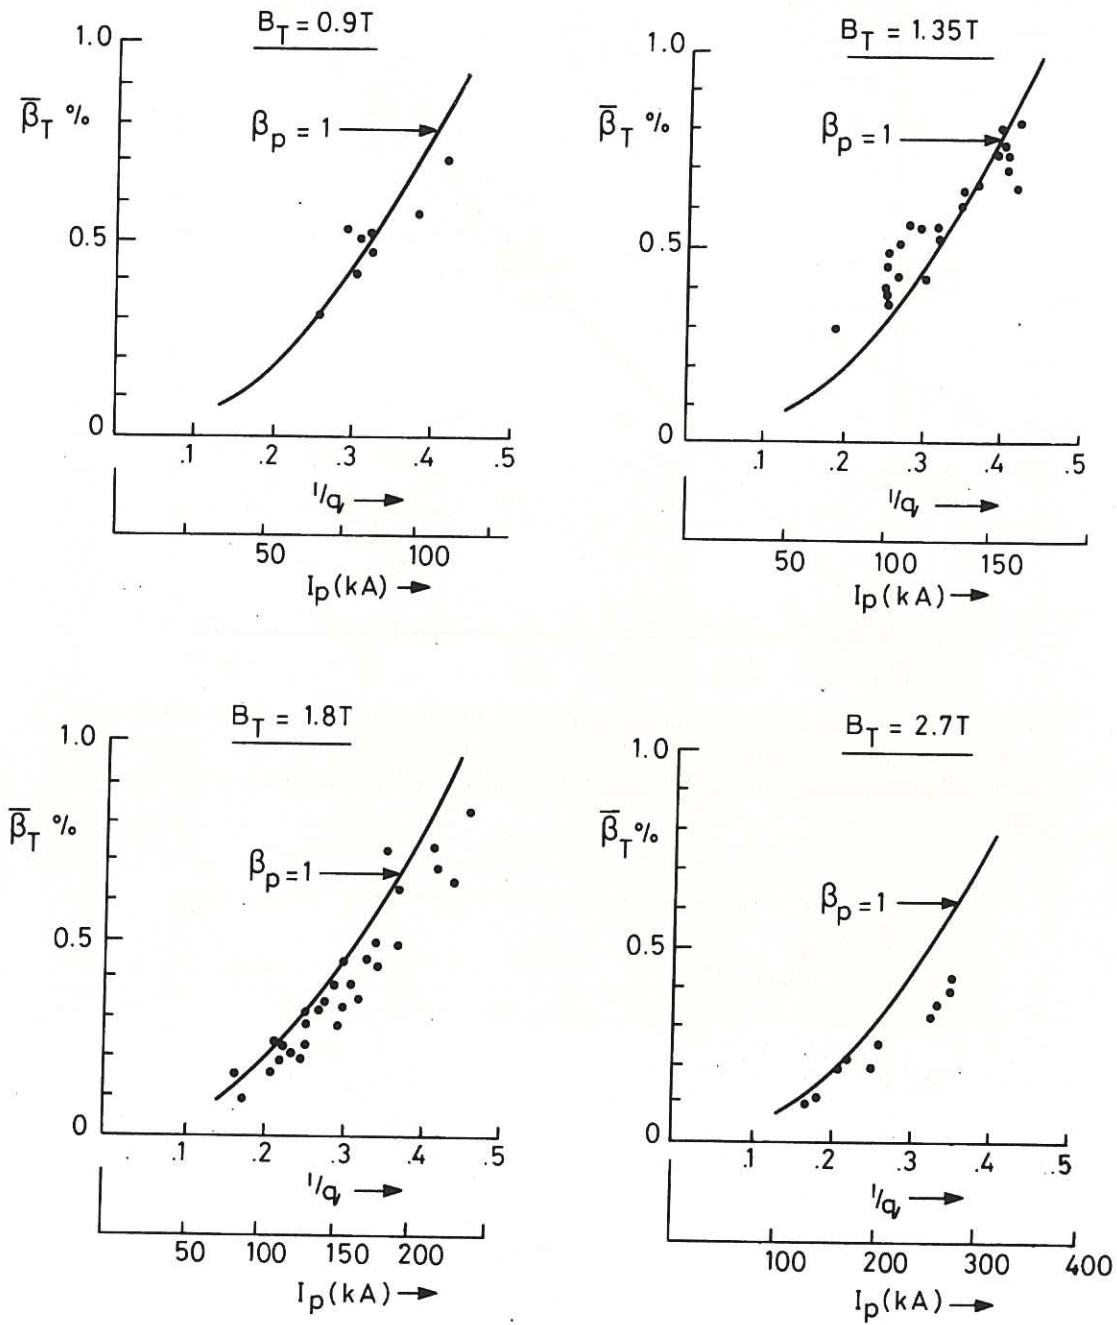 B_T = 0.9T
1.0
β̅_T %
β_p = 1
0.5
0
.1 .2 .3 .4 .5
1/q →
50 100
I_p (kA) →
B_T = 1.35T
1.0
β̅_T %
β_p = 1
0.5
0
.1 .2 .3 .4 .5
1/q →
50 100 150
I_p (kA) →
B_T = 1.8T
1.0
β̅_T %
β_p = 1
0.5
0
.1 .2 .3 .4 .5
1/q →
50 100 150 200
I_p (kA) →
B_T = 2.7T
1.0
β̅_T %
β_p = 1
0.5
0
.1 .2 .3 .4 .5
1/q →
100 200 300 400
I_p (kA) →